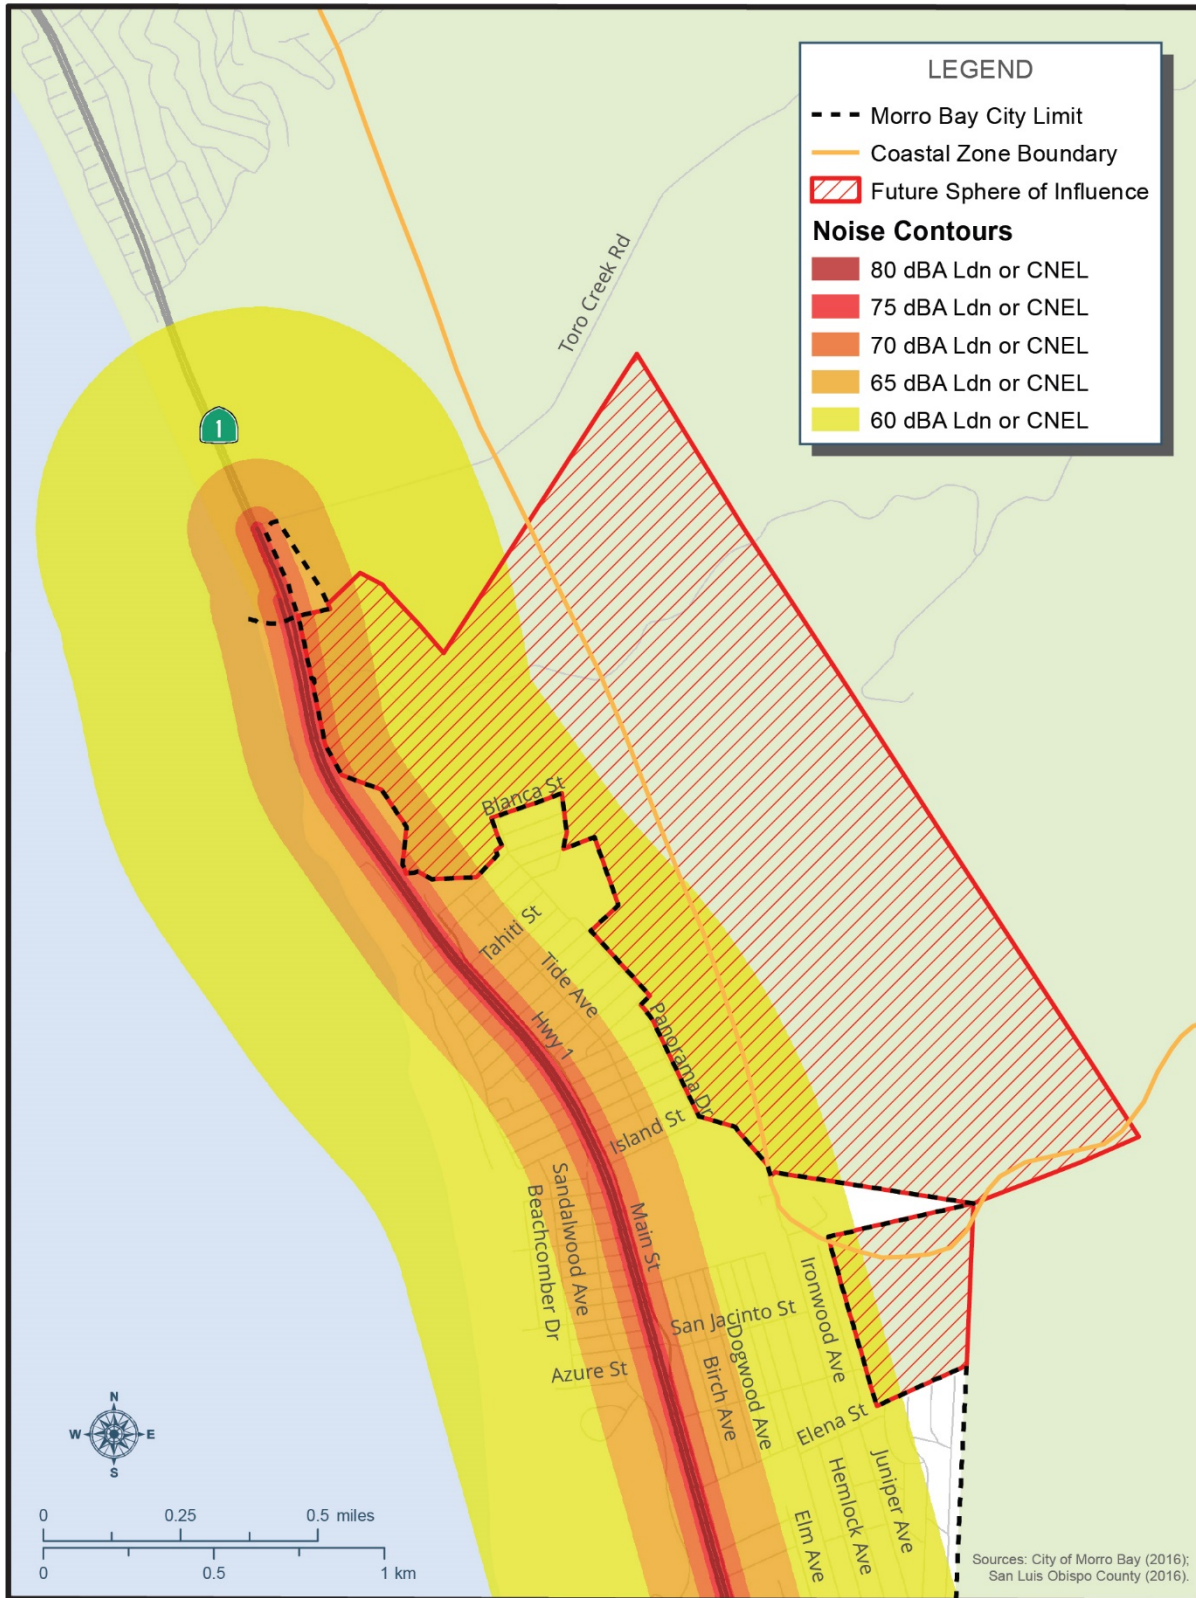 LEGEND
Morro Bay City Limit
Coastal Zone Boundary
Future Sphere of Influence
Noise Contours
80 dBA Ldn or CNEL
75 dBA Ldn or CNEL
70 dBA Ldn or CNEL
65 dBA Ldn or CNEL
60 dBA Ldn or CNEL
Toro Creek Rd
1
Blanca St
Tahiti St
Tide Ave
Hwy 1
Panorama Dr
Island St
Sandalwood Ave
Beachcomber Dr
Main St
Ironwood Ave
San Jacinto St
Dogwood Ave
Birch Ave
Azure St
Elena St
Juniper Ave
Hemlock Ave
Elm Ave
N
W E
S
0 0.25 0.5 miles
0 0.5 1 km
Sources: City of Morro Bay (2016);
San Luis Obispo County (2016).